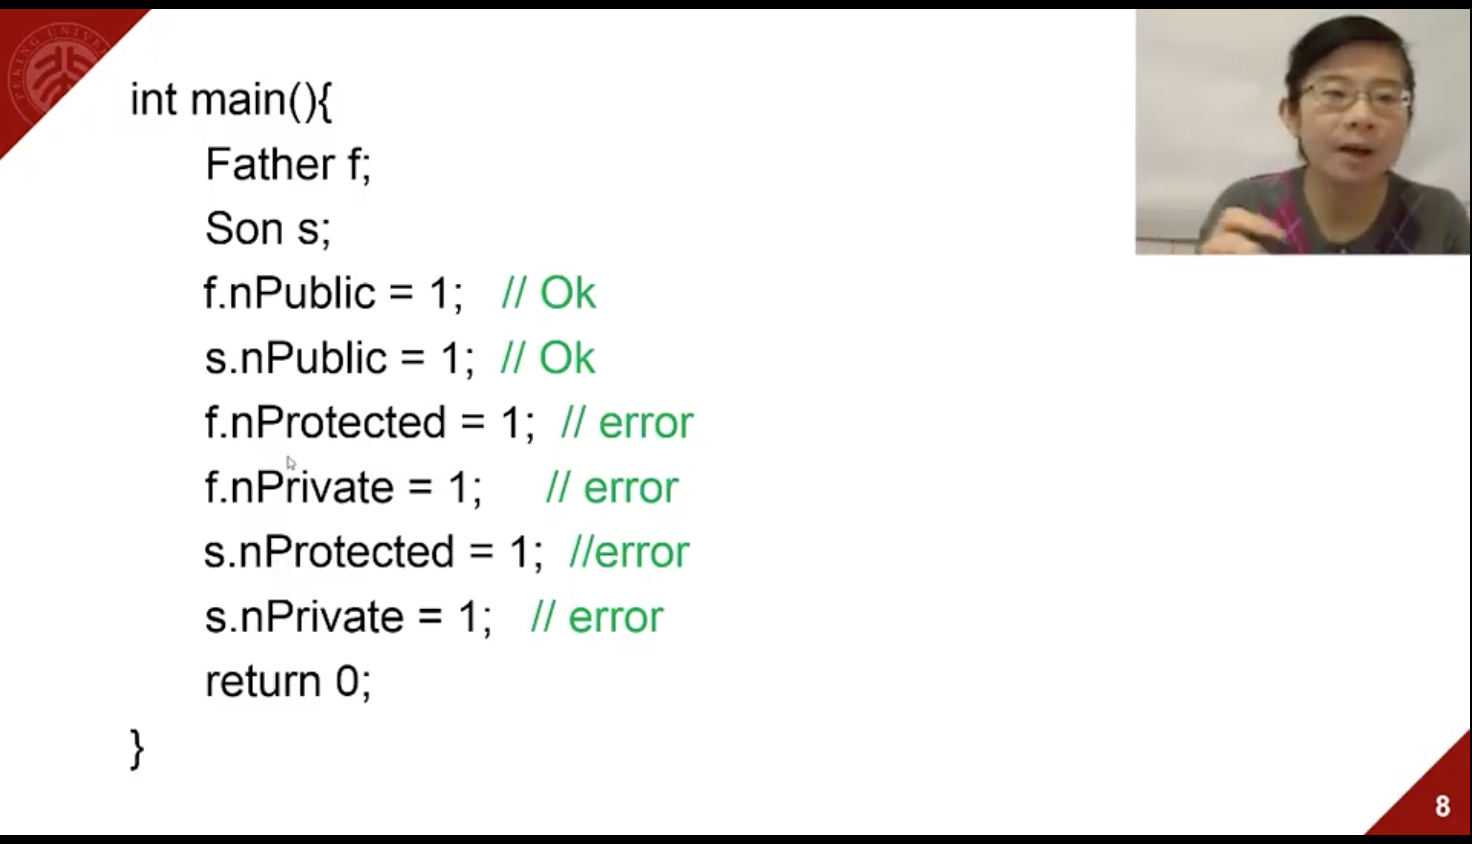 int main(){
Father f;
Son s;
f.nPublic = 1; // Ok
s.nPublic = 1; // Ok
f.nProtected = 1; // error
f.nPrivate = 1; // error
s.nProtected = 1; //error
s.nPrivate = 1; // error
return 0;
}
8